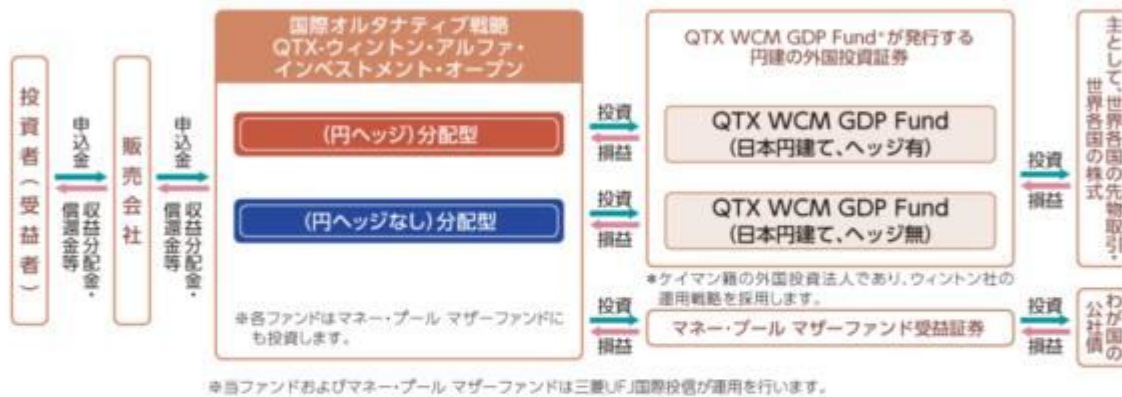 投資者(受益者)
申込金
収益分配金・
償還金等
販売会社
申込金
収益分配金・
償還金等
国際オルタナティブ戦略
QTX-ウィントン・アルファ・
インベストメント・オープン
(円ヘッジ)分配型
(円ヘッジなし)分配型
※各ファンドはマネー・プール マザーファンドに
も投資します。
投資
損益
投資
損益
投資
損益
QTX WCM GDP Fund*が発行する
円建の外国投資証券
QTX WCM GDP Fund
(日本円建て、ヘッジ有)
QTX WCM GDP Fund
(日本円建て、ヘッジ無)
*ケイマン籍の外国投資法人であり、ウィントン社の
運用戦略を採用します。
マネー・プール マザーファンド受益証券
投資
損益
投資
損益
主として、世界各国の先物取引・
世界各国の株式
わが国の
公社債
※当ファンドおよびマネー・プール マザーファンドは三菱UFJ国際投信が運用を行います。